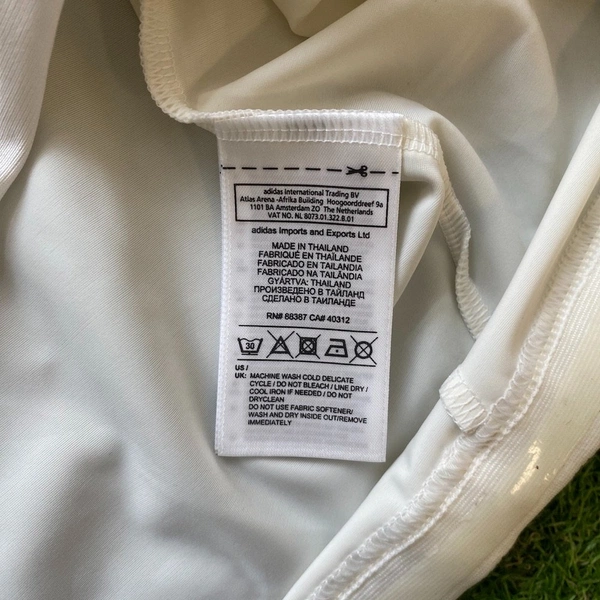 adidas International Trading BV
Atlas Arena -Afrika Building Hoogoorddreef 9a
1101 BA Amsterdam ZO The Netherlands
VAT NO. NL 8073.01.322.B.01
adidas Imports and Exports Ltd
MADE IN THAILAND
FABRIQUÉ EN THAÏLANDE
FABRICADO EN TAILANDIA
FABRICADO NA TAILÂNDIA
GYÁRTVA: THAILAND
ПРОИЗВЕДЕНО В ТАЙЛАНД
СДЕЛАНО В ТАИЛАНДЕ
RN# 88387 CA# 40312
30
US /
UK: MACHINE WASH COLD DELICATE
CYCLE / DO NOT BLEACH / LINE DRY /
COOL IRON IF NEEDED / DO NOT
DRYCLEAN
DO NOT USE FABRIC SOFTENER/
WASH AND DRY INSIDE OUT/REMOVE
IMMEDIATELY